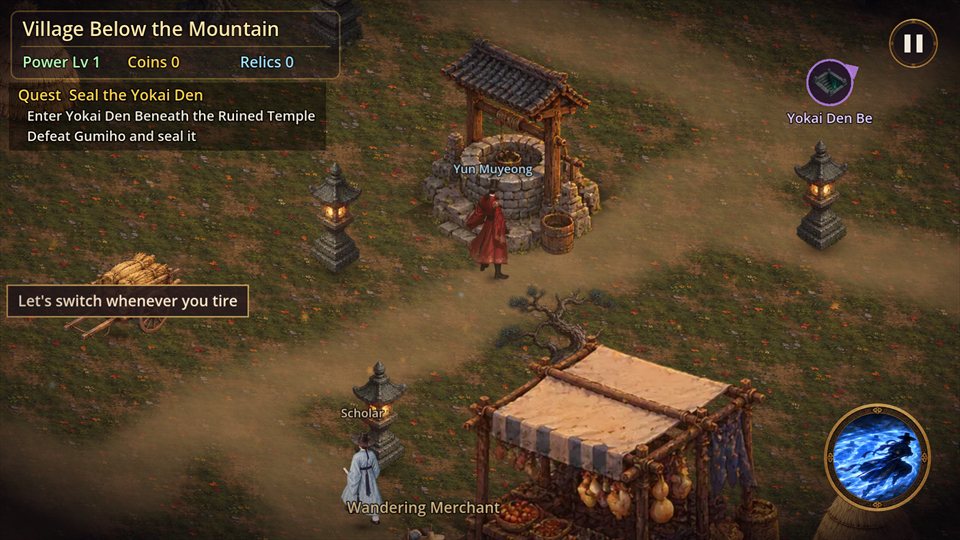 Village Below the Mountain
Power Lv 1 Coins 0 Relics 0
Quest Seal the Yokai Den
Enter Yokai Den Beneath the Ruined Temple
Defeat Gumiho and seal it
Yokai Den Be
Yun Muyeong
Let's switch whenever you tire
Scholar
Wandering Merchant